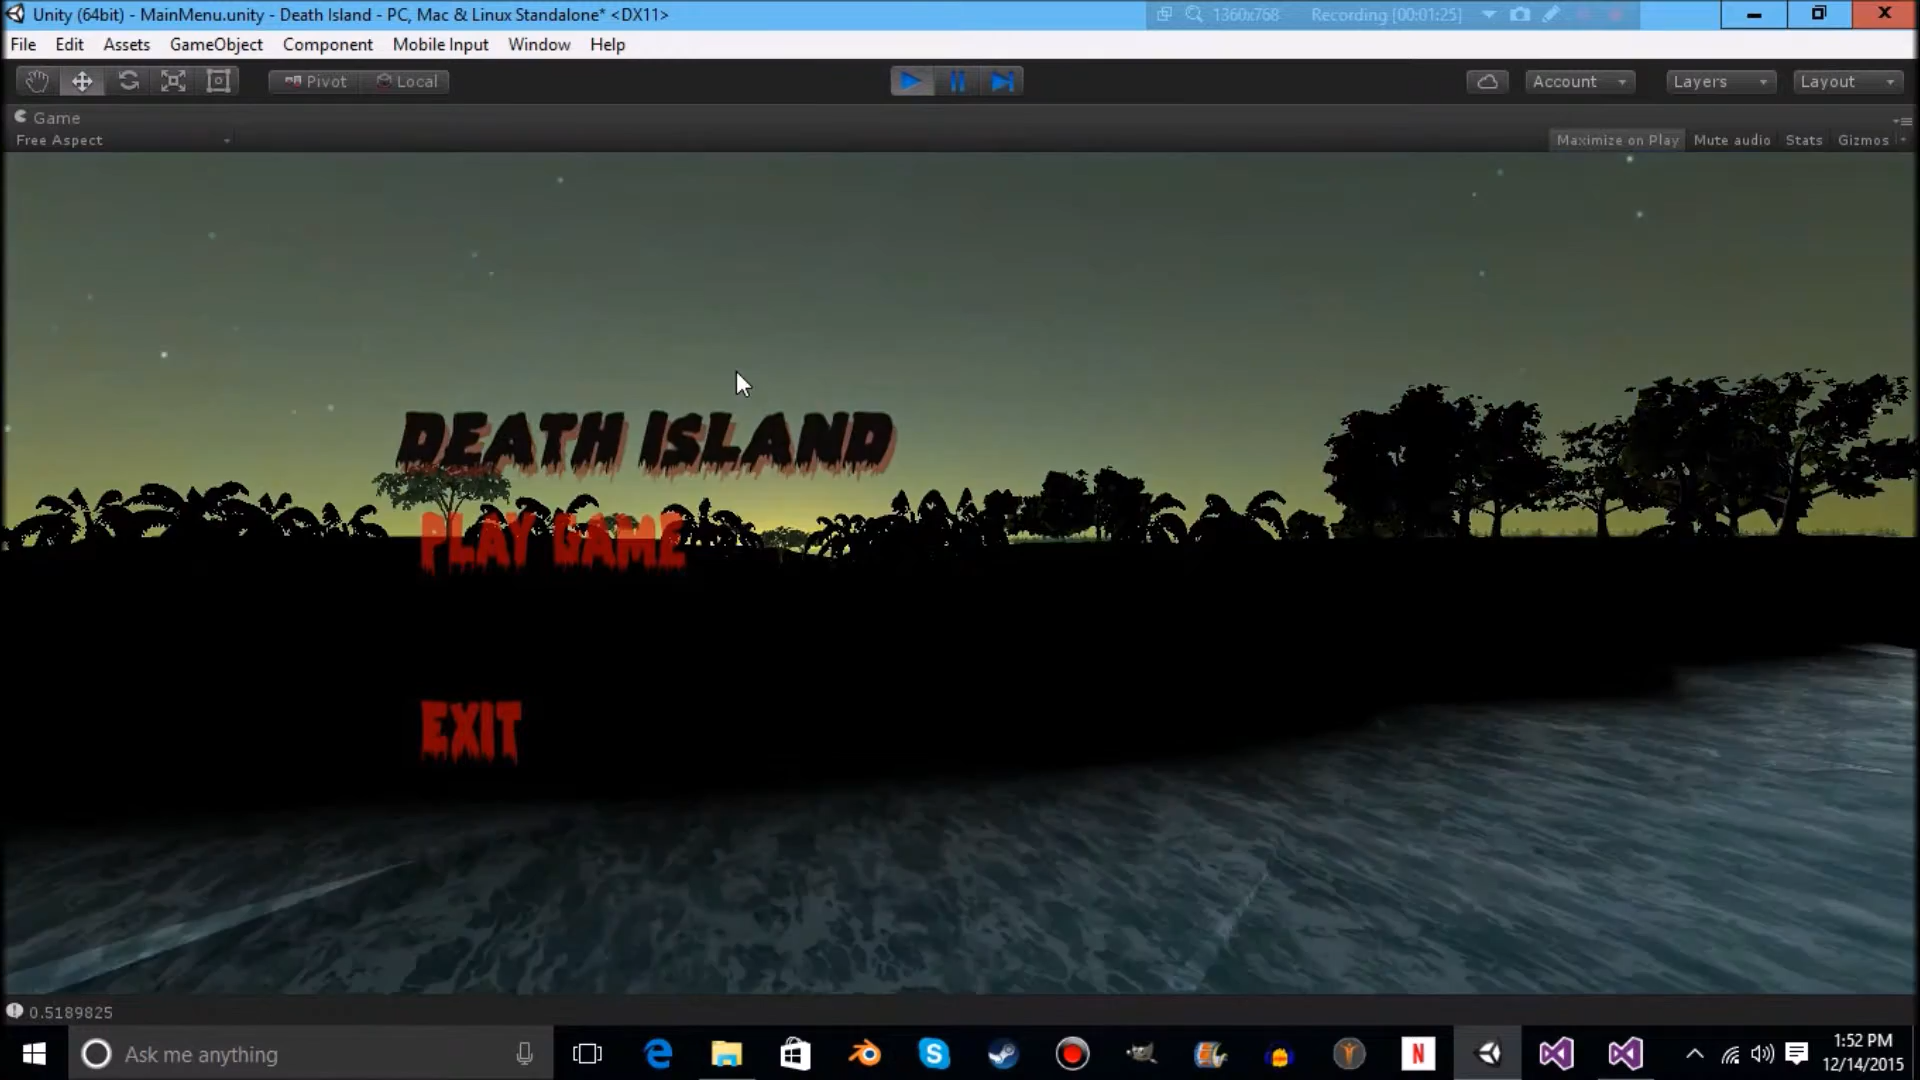 Unity (64bit) - MainMenu.unity - Death Island - PC, Mac & Linux Standalone* <DX11>
1360x768 Recording [00:01:25]
File Edit Assets GameObject Component Mobile Input Window Help
Pivot Local Account Layers Layout
Game
Free Aspect Maximize on Play Mute audio Stats Gizmos
DEATH ISLAND
PLAY GAME
EXIT
0.5189825
Ask me anything
N
1:52 PM
12/14/2015